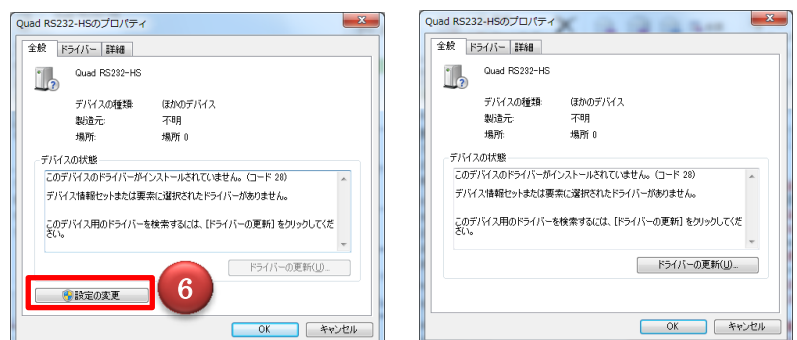 Quad RS232-HSのプロパティ
全般
ドライバー
詳細
Quad RS232-HS
デバイスの種類:
ほかのデバイス
製造元:
不明
場所:
場所 0
デバイスの状態
このデバイスのドライバーがインストールされていません。(コード 28)
デバイス情報セットまたは要素に選択されたドライバーがありません。
このデバイス用のドライバーを検索するには、[ドライバーの更新] をクリックしてくだ
さい。
ドライバーの更新(U)...
設定の変更
6
OK
キャンセル
Quad RS232-HSのプロパティ
全般
ドライバー
詳細
Quad RS232-HS
デバイスの種類:
ほかのデバイス
製造元:
不明
場所:
場所 0
デバイスの状態
このデバイスのドライバーがインストールされていません。(コード 28)
デバイス情報セットまたは要素に選択されたドライバーがありません。
このデバイス用のドライバーを検索するには、[ドライバーの更新] をクリックしてくだ
さい。
ドライバーの更新(U)...
OK
キャンセル